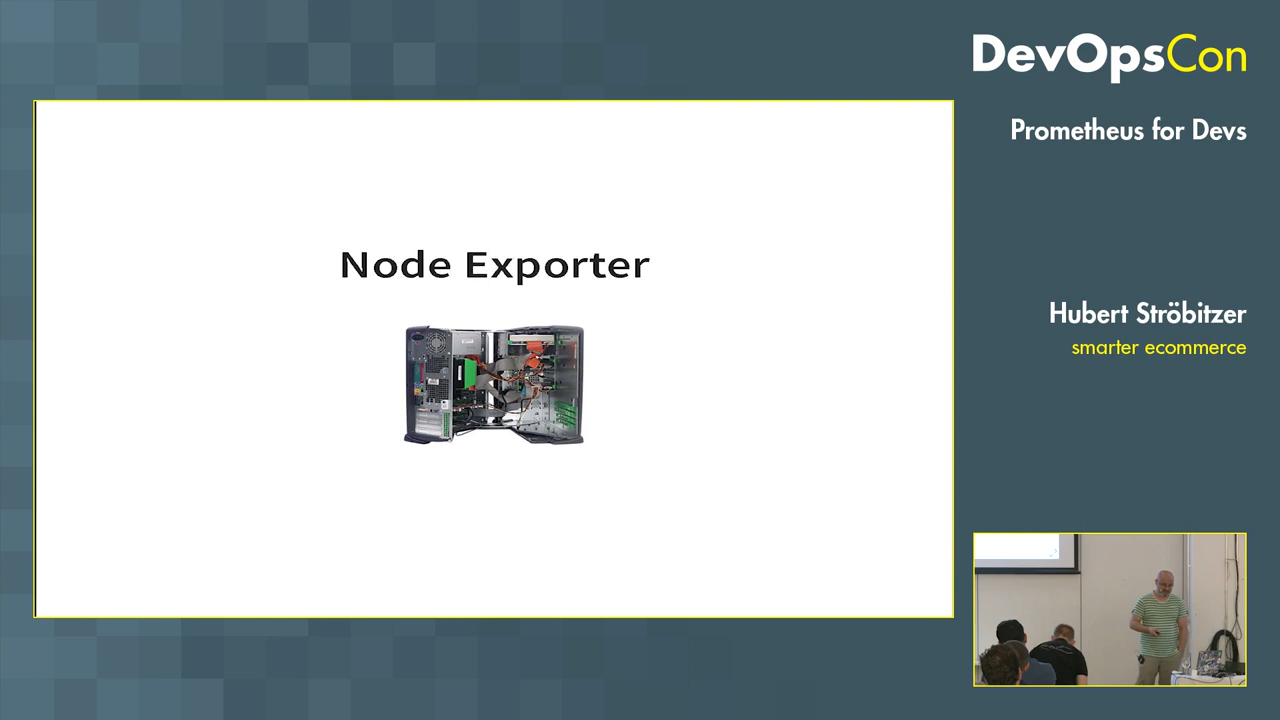 DevOpsCon
Prometheus for Devs
Node Exporter
Hubert Ströbitzer
smarter ecommerce